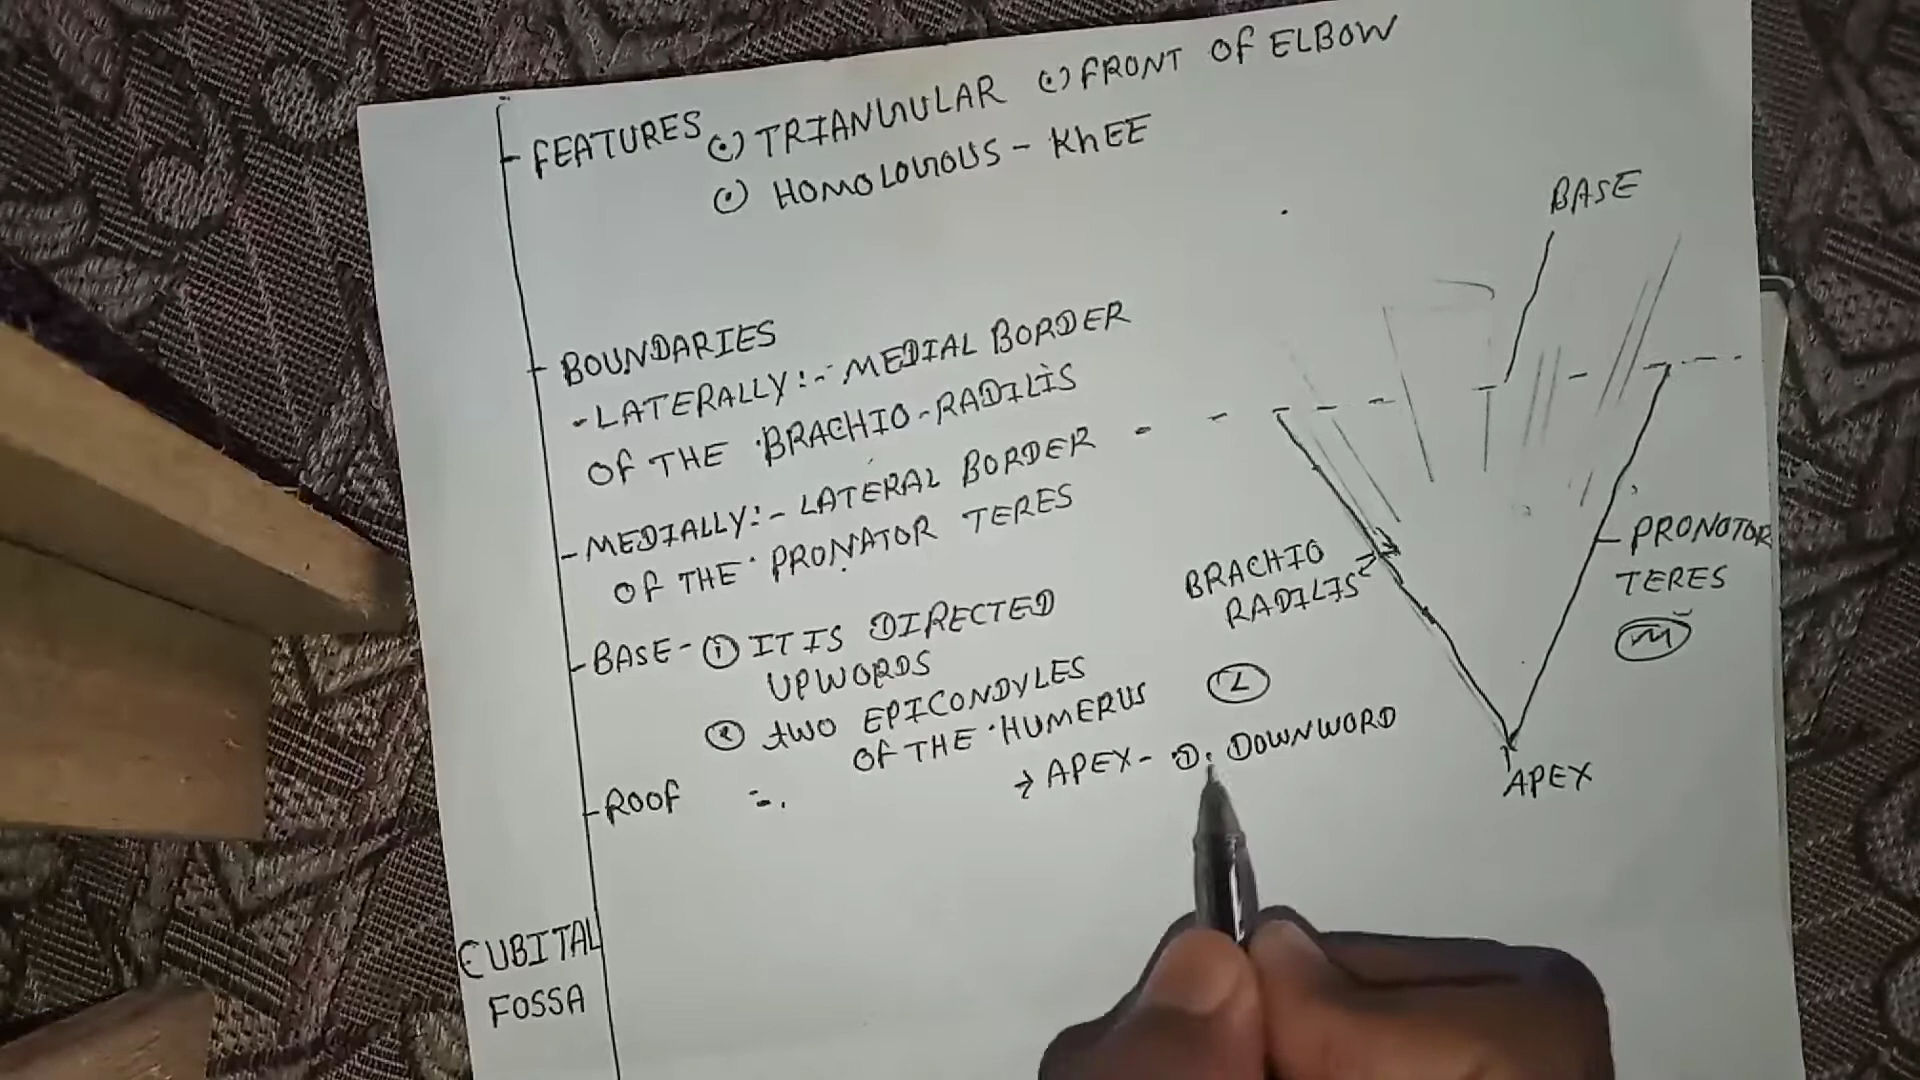 FEATURES (•) TRIANGULAR (•) FRONT OF ELBOW
(•) HOMOLOGOUS - KNEE
BOUNDARIES
- LATERALLY:- MEDIAL BORDER
OF THE BRACHIO-RADILIS
- MEDIALLY:- LATERAL BORDER
OF THE PRONATOR TERES
BASE - ① IT IS DIRECTED
UPWORDS
② TWO EPICONDYLES
OF THE HUMERUS
→ APEX - ①. DOWNWORD
ROOF :-.
CUBITAL
FOSSA
BASE
BRACHIO
RADILIS
L
PRONOTOR
TERES
M
APEX